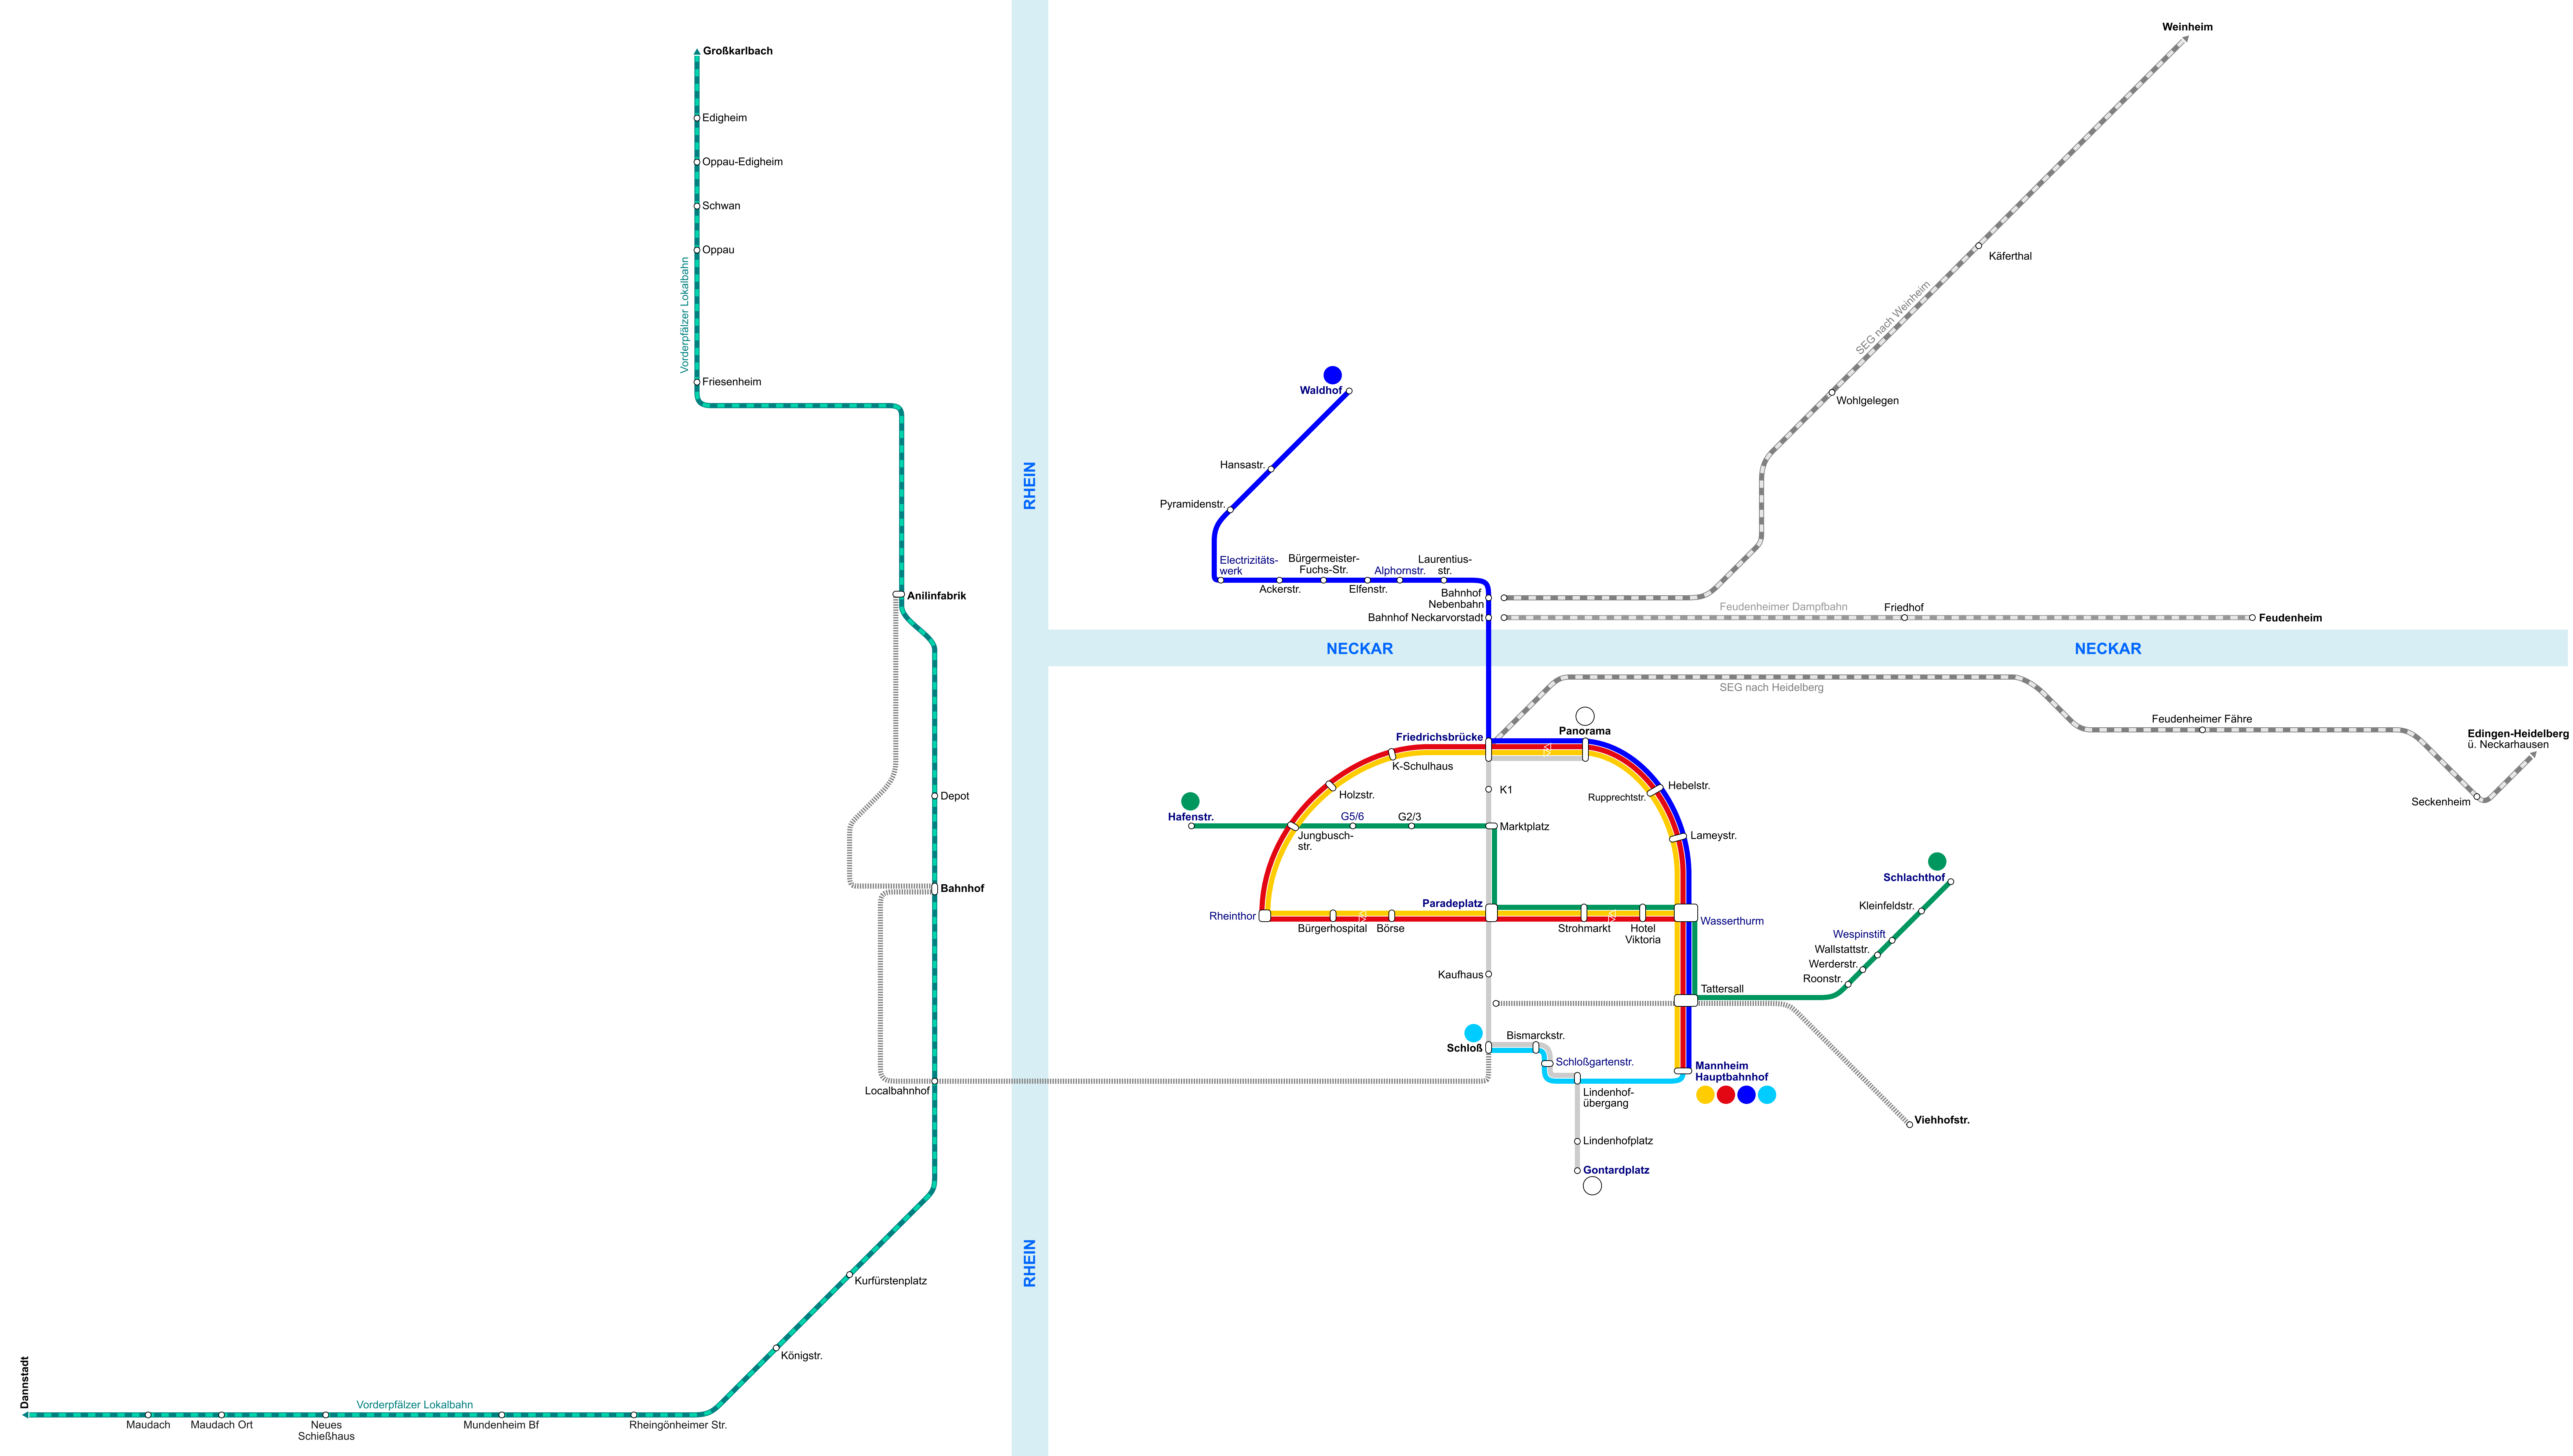 Großkarlbach
Edigheim
Oppau-Edigheim
Schwan
Oppau
Vorderpfälzer Lokalbahn
Friesenheim
Anilinfabrik
Depot
Bahnhof
Localbahnhof
Kurfürstenplatz
Königstr.
Rheingönheimer Str.
Mundenheim Bf
Neues
Schießhaus
Maudach Ort
Maudach
Vorderpfälzer Lokalbahn
Dannstadt
RHEIN
RHEIN
NECKAR
NECKAR
Weinheim
Käferthal
SEG nach Weinheim
Wohlgelegen
Waldhof
Hansastr.
Pyramidenstr.
Electrizitäts-
werk
Ackerstr.
Bürgermeister-
Fuchs-Str.
Elfenstr.
Alphornstr.
Laurentius-
str.
Bahnhof
Nebenbahn
Bahnhof Neckarvorstadt
Feudenheimer Dampfbahn
Friedhof
Feudenheim
SEG nach Heidelberg
Feudenheimer Fähre
Edingen-Heidelberg
ü. Neckarhausen
Seckenheim
Friedrichsbrücke
Panorama
K-Schulhaus
Holzstr.
K1
Rupprechtstr.
Hebelstr.
Hafenstr.
Jungbusch-
str.
G5/6
G2/3
Marktplatz
Lameystr.
Schlachthof
Kleinfeldstr.
Wespinstift
Wallstattstr.
Werderstr.
Roonstr.
Paradeplatz
Rheinthor
Bürgerhospital
Börse
Strohmarkt
Hotel
Viktoria
Wasserthurm
Kaufhaus
Tattersall
Schloß
Bismarckstr.
Schloßgartenstr.
Mannheim
Hauptbahnhof
Lindenhof-
übergang
Viehhofstr.
Lindenhofplatz
Gontardplatz